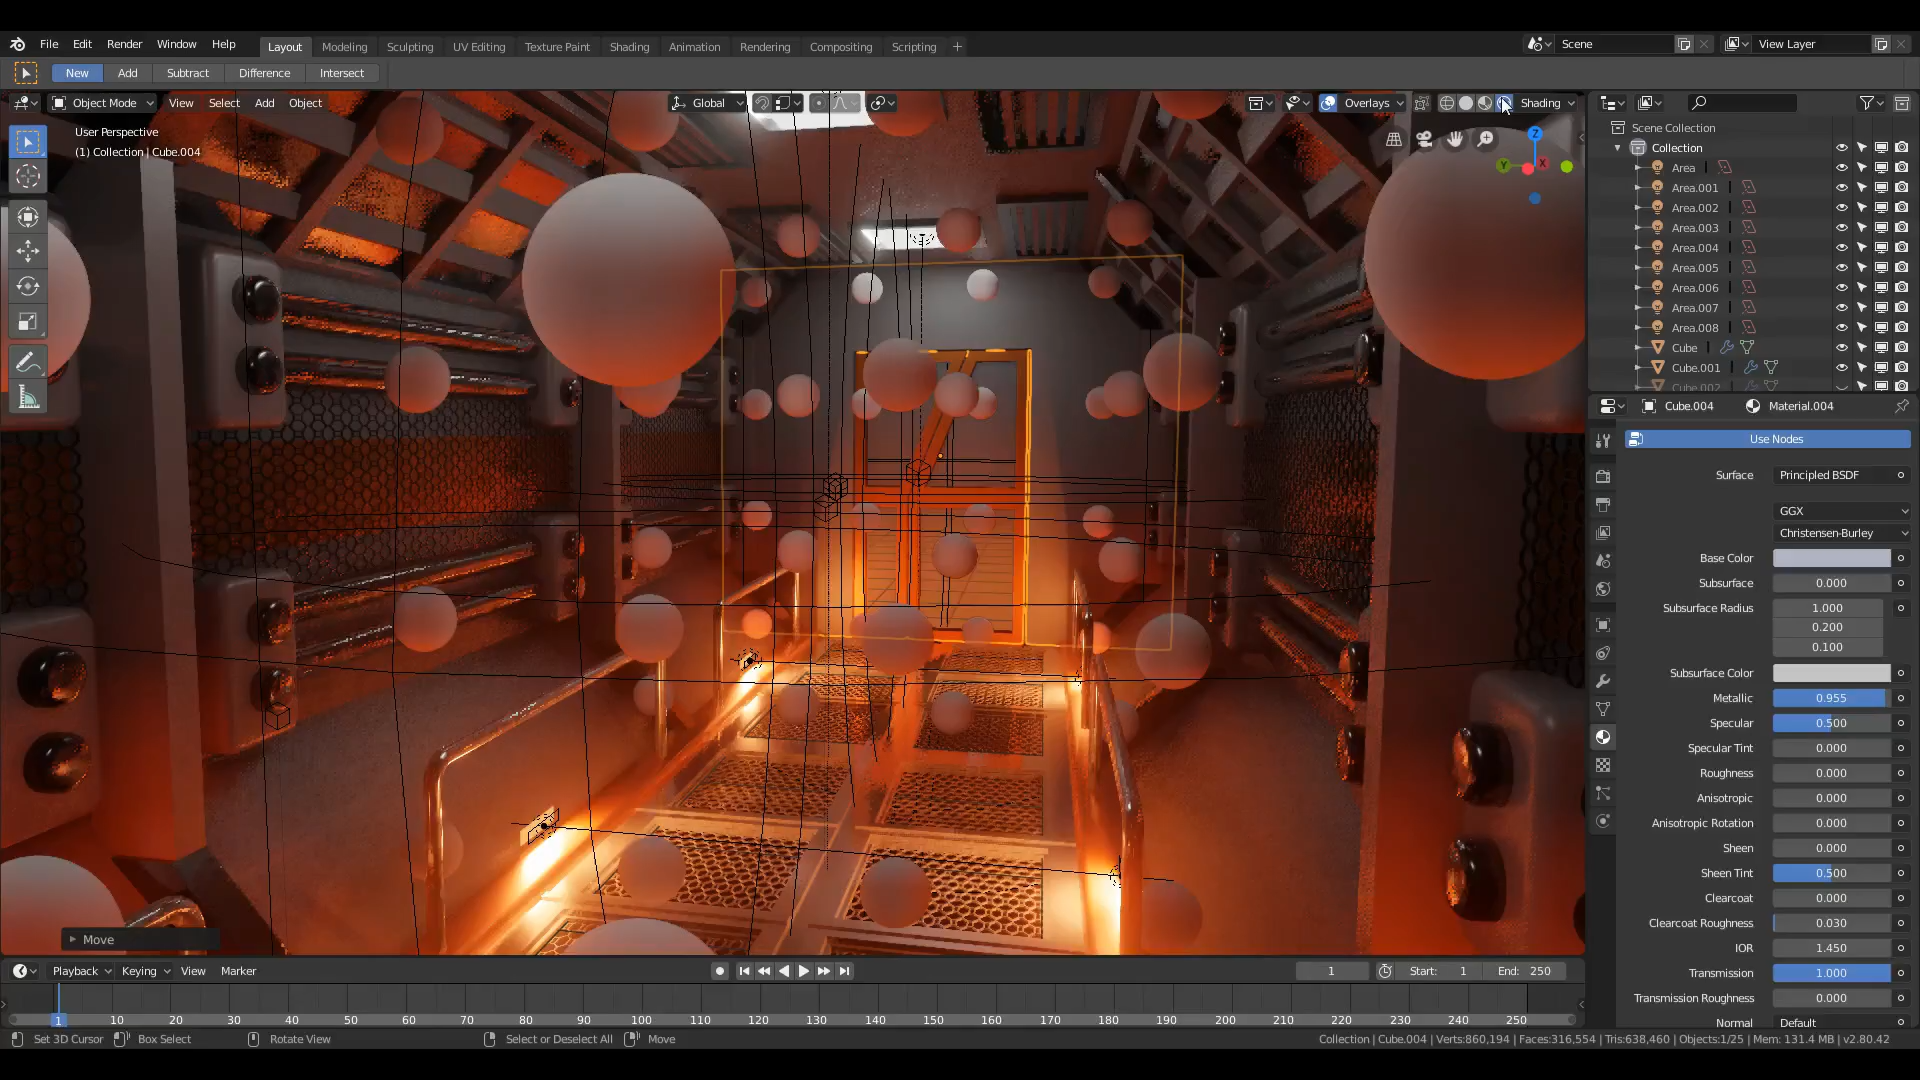 File Edit Render Window Help Layout Modeling Sculpting UV Editing Texture Paint Shading Animation Rendering Compositing Scripting + Scene View Layer
New Add Subtract Difference Intersect
Object Mode View Select Add Object Global Overlays Shading
User Perspective
(1) Collection | Cube.004
Z
Y X
Move
Scene Collection
Collection
Area
Area.001
Area.002
Area.003
Area.004
Area.005
Area.006
Area.007
Area.008
Cube
Cube.001
Cube.002
Cube.004 Material.004
Use Nodes
Surface Principled BSDF
GGX
Christensen-Burley
Base Color
Subsurface 0.000
Subsurface Radius 1.000
0.200
0.100
Subsurface Color
Metallic 0.955
Specular 0.500
Specular Tint 0.000
Roughness 0.000
Anisotropic 0.000
Anisotropic Rotation 0.000
Sheen 0.000
Sheen Tint 0.500
Clearcoat 0.000
Clearcoat Roughness 0.030
IOR 1.450
Transmission 1.000
Transmission Roughness 0.000
Normal Default
Playback Keying View Marker 1 Start: 1 End: 250
1 10 20 30 40 50 60 70 80 90 100 110 120 130 140 150 160 170 180 190 200 210 220 230 240 250
Set 3D Cursor Box Select Rotate View Select or Deselect All Move Collection | Cube.004 | Verts:860,194 | Faces:316,554 | Tris:638,460 | Objects:1/25 | Mem: 131.4 MB | v2.80.42